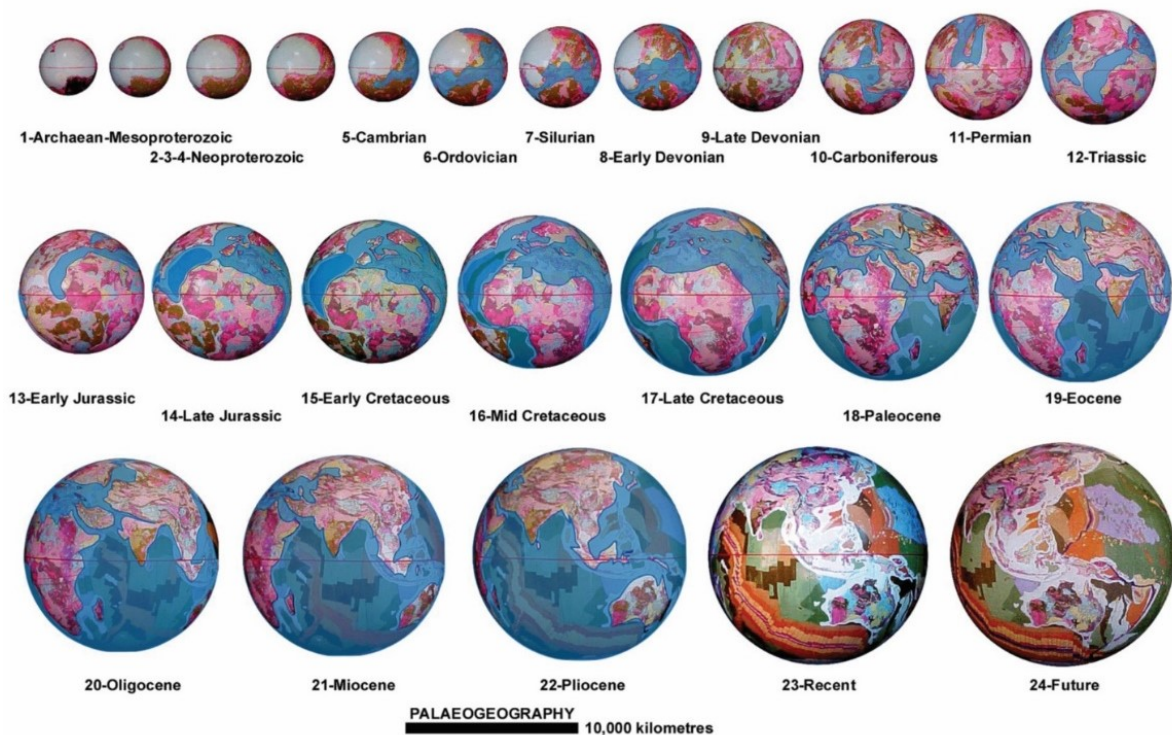 1-Archaean-Mesoproterozoic
2-3-4-Neoproterozoic
5-Cambrian
6-Ordovician
7-Silurian
8-Early Devonian
9-Late Devonian
10-Carboniferous
11-Permian
12-Triassic
13-Early Jurassic
14-Late Jurassic
15-Early Cretaceous
16-Mid Cretaceous
17-Late Cretaceous
18-Paleocene
19-Eocene
20-Oligocene
21-Miocene
22-Pliocene
23-Recent
24-Future
PALAEOGEOGRAPHY
10,000 kilometres